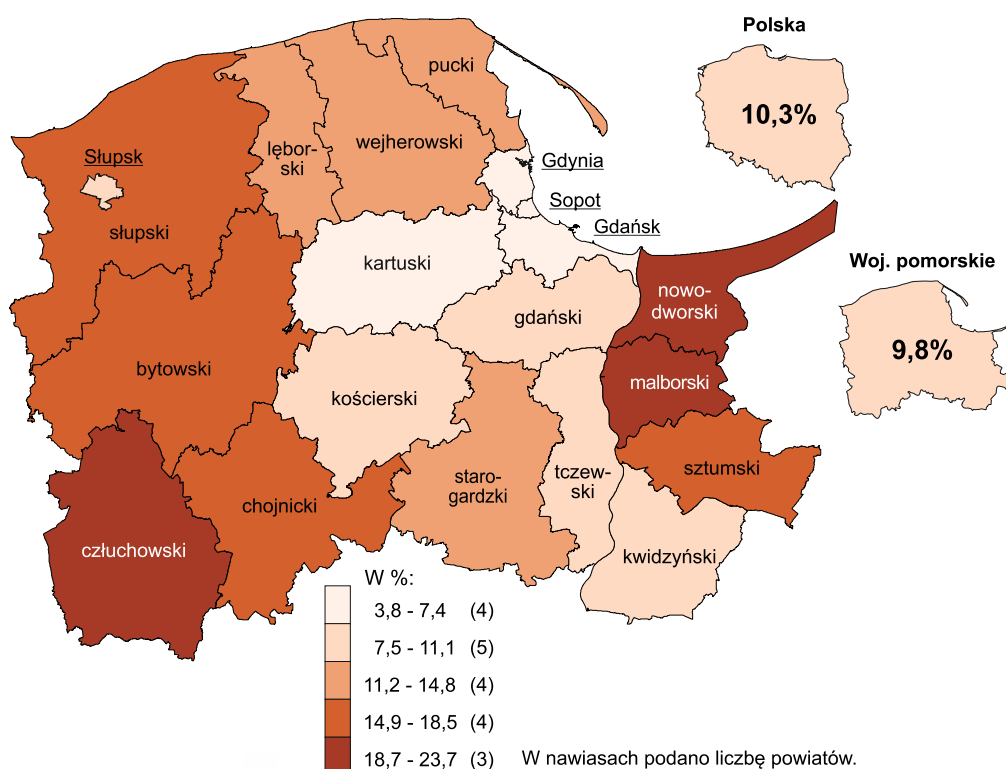 Polska
10,3%
pucki
wejherowski
lębor-
ski
Słupsk
słupski
Gdynia
Sopot
Gdańsk
kartuski
Woj. pomorskie
9,8%
nowo-
dworski
gdański
bytowski
kościerski
malborski
staro-
gardzki
tczew-
ski
sztumski
chojnicki
człuchowski
kwidzyński
W %:
3,8 - 7,4 (4)
7,5 - 11,1 (5)
11,2 - 14,8 (4)
14,9 - 18,5 (4)
18,7 - 23,7 (3)
W nawiasach podano liczbę powiatów.